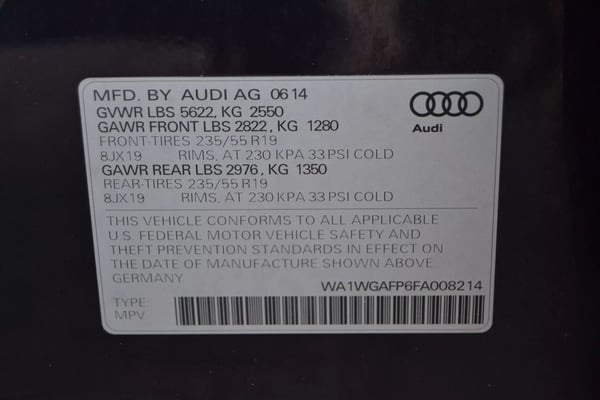 MFD. BY AUDI AG 06 14
GVWR LBS 5622, KG 2550
GAWR FRONT LBS 2822, KG 1280
FRONT-TIRES 235/55 R19
8JX19 RIMS, AT 230 KPA 33 PSI COLD
GAWR REAR LBS 2976, KG 1350
REAR-TIRES 235/55 R19
8JX19 RIMS, AT 230 KPA 33 PSI COLD
Audi
THIS VEHICLE CONFORMS TO ALL APPLICABLE
U.S. FEDERAL MOTOR VEHICLE SAFETY AND
THEFT PREVENTION STANDARDS IN EFFECT ON
THE DATE OF MANUFACTURE SHOWN ABOVE
GERMANY
WA1WGAFP6FA008214
TYPE:
MPV